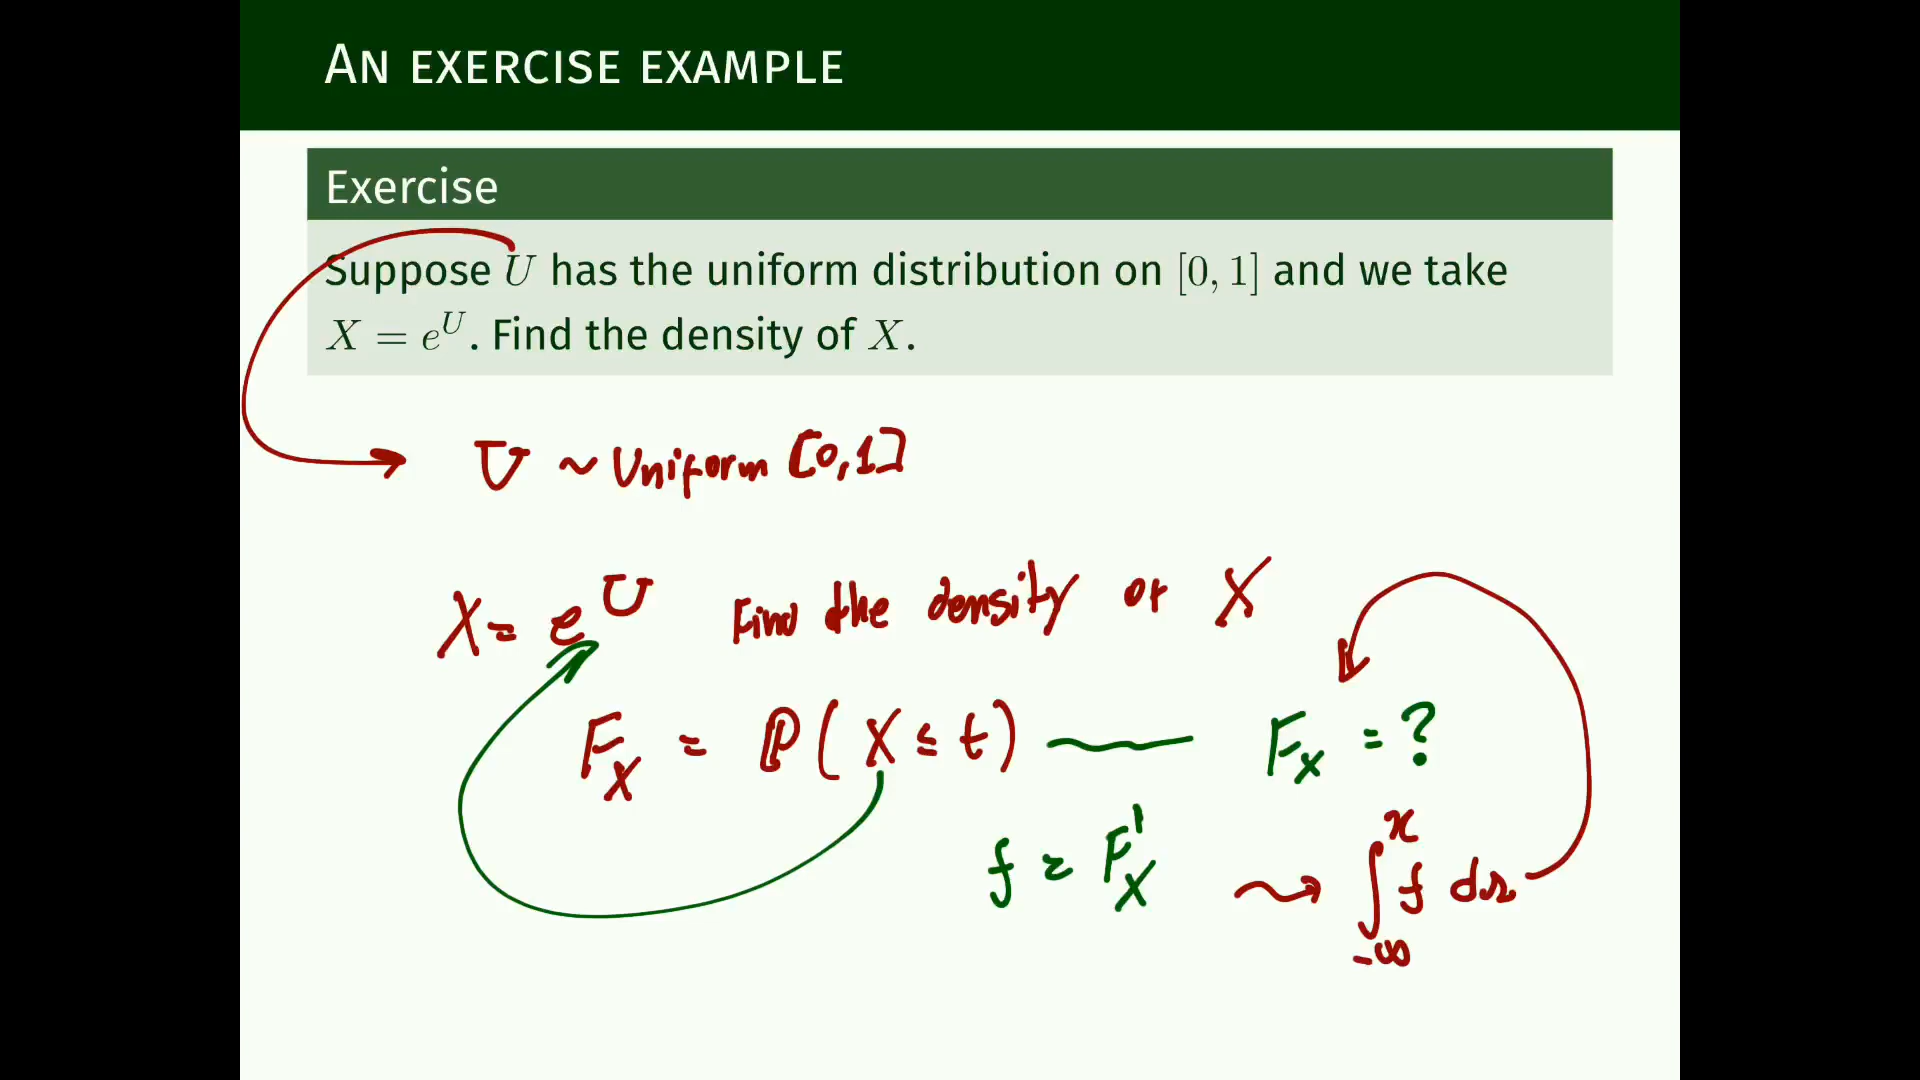 AN EXERCISE EXAMPLE
Exercise
Suppose U has the uniform distribution on [0, 1] and we take
X = e^U. Find the density of X.
U ~ Uniform [0,1]
X = e^U Find the density of X
F_X = ℙ(X ≤ t) F_X = ?
f = F'_X ⇝ ∫_{-∞}^{x} f ds